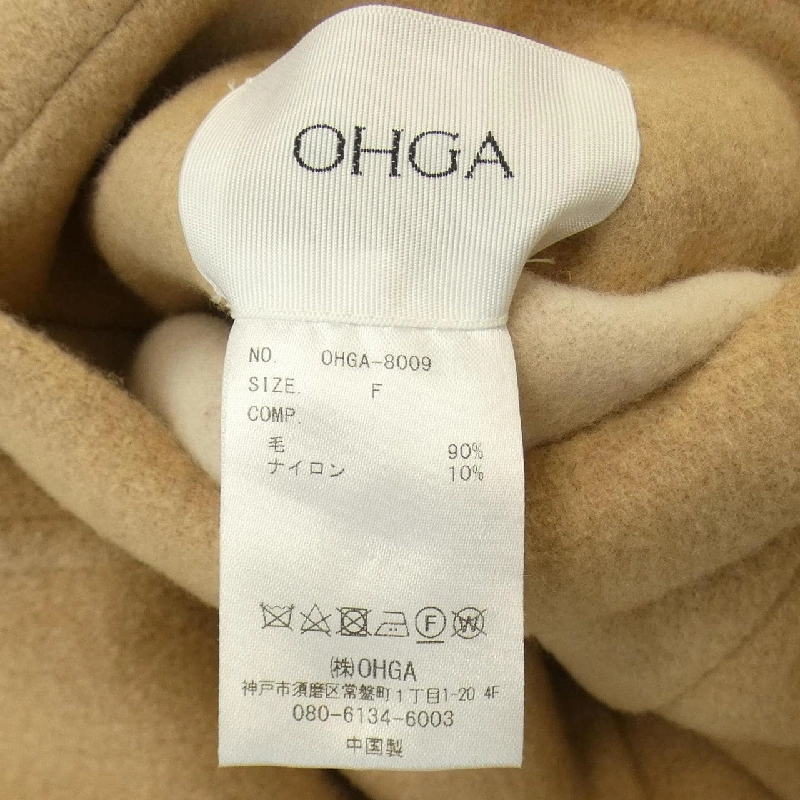 OHGA
NO. OHGA-8009
SIZE. F
COMP.
毛 90%
ナイロン 10%
F W
㈱OHGA
神戸市須磨区常盤町1丁目1-20 4F
080-6134-6003
中国製